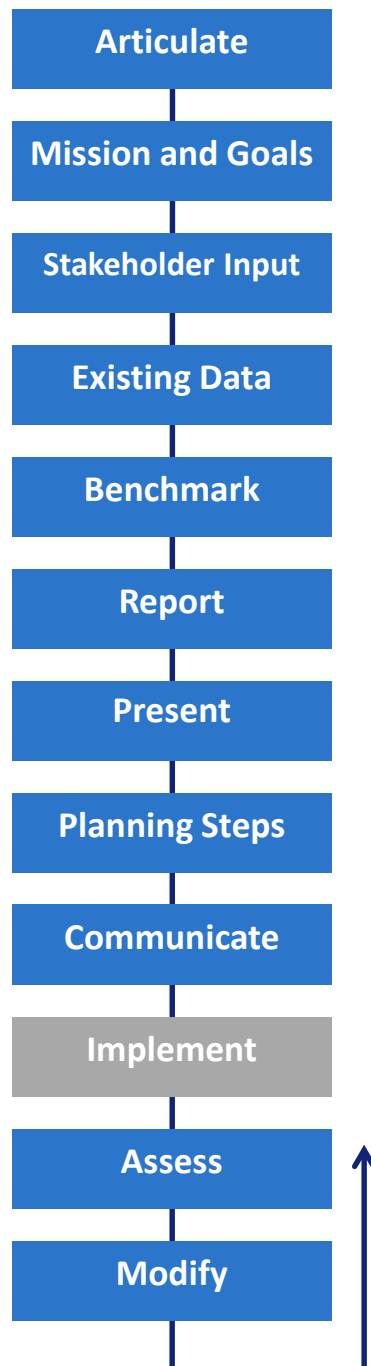 Articulate
Mission and Goals
Stakeholder Input
Existing Data
Benchmark
Report
Present
Planning Steps
Communicate
Implement
Assess
Modify